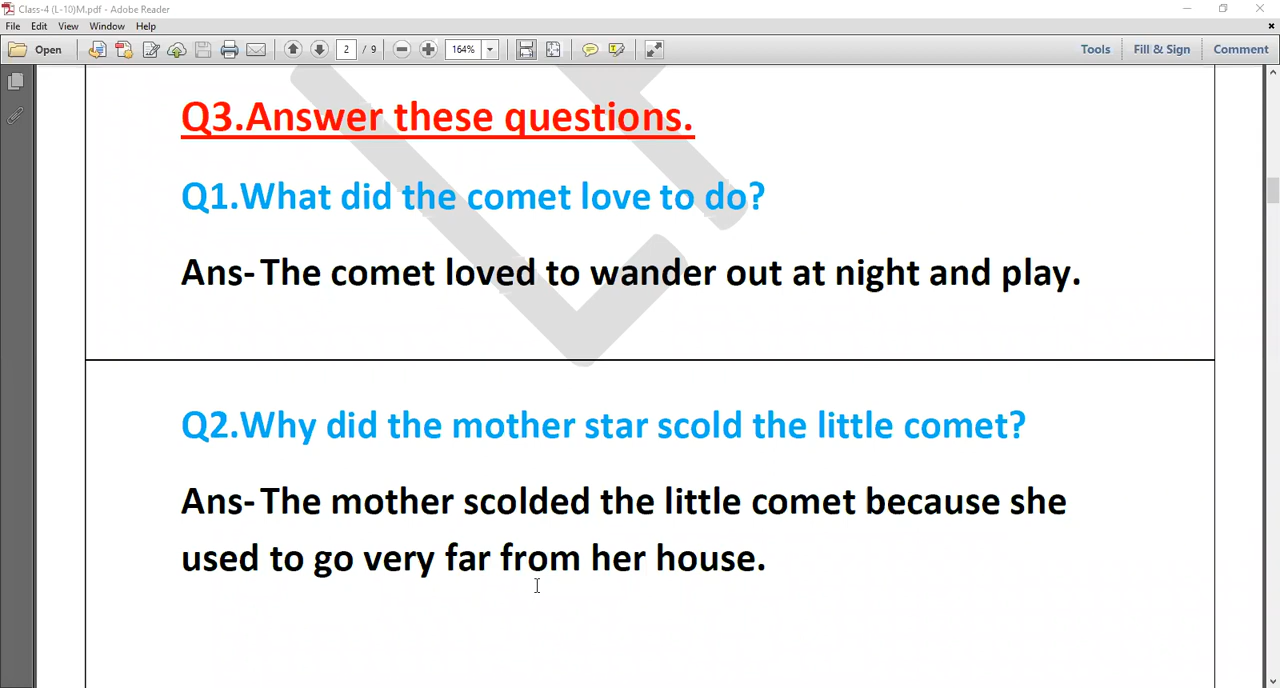 Class-4 (L-10)M.pdf - Adobe Reader
File Edit View Window Help
Open 2 / 9 164% Tools Fill & Sign Comment
Q3.Answer these questions.
Q1.What did the comet love to do?
Ans- The comet loved to wander out at night and play.
Q2.Why did the mother star scold the little comet?
Ans- The mother scolded the little comet because she
used to go very far from her house.